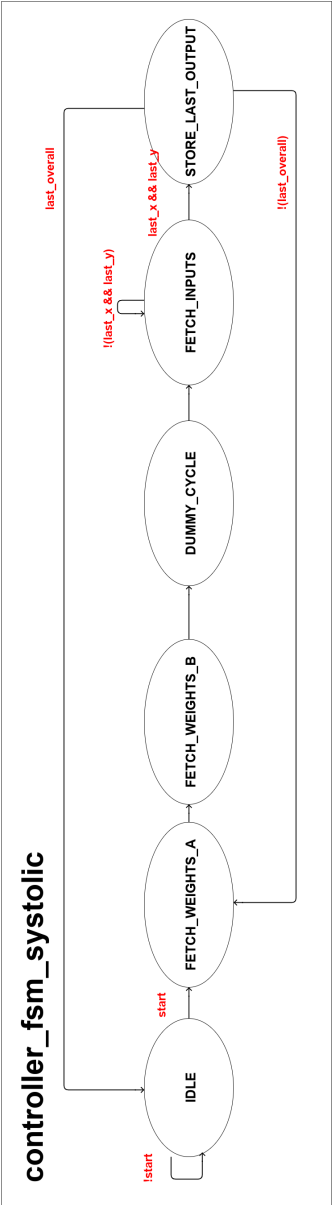 controller_fsm_systolic
last_overall
!(last_x && last_y)
last_x && last_y
start
!start
IDLE
FETCH_WEIGHTS_A
FETCH_WEIGHTS_B
DUMMY_CYCLE
FETCH_INPUTS
STORE_LAST_OUTPUT
!(last_overall)